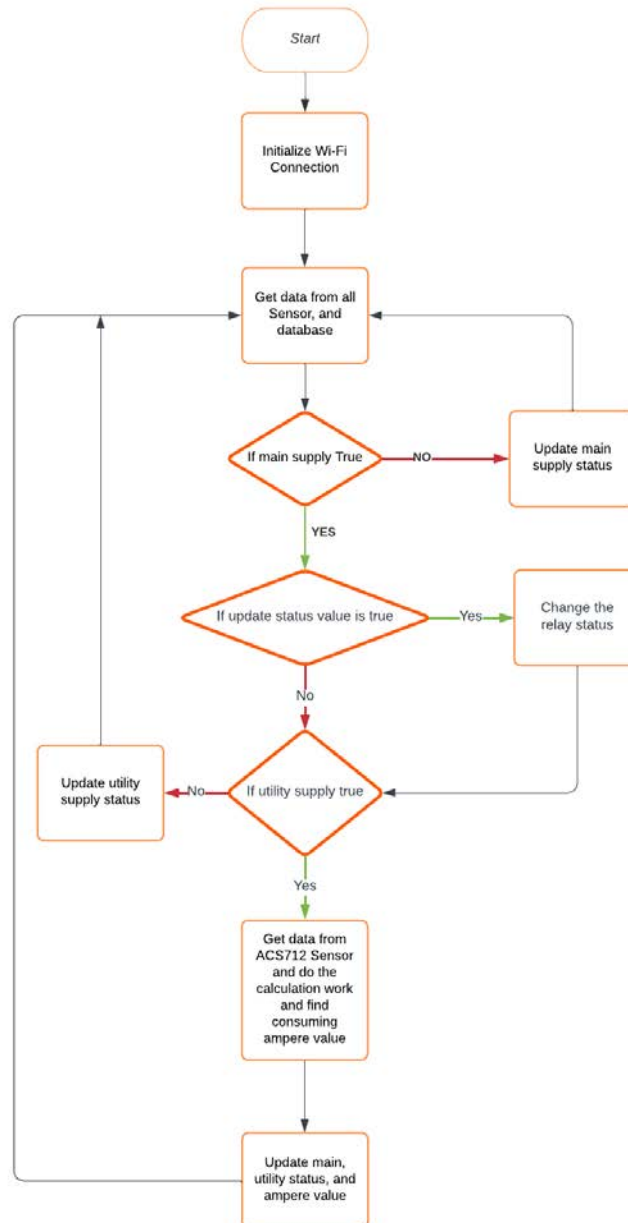 Start
Initialize Wi-Fi
Connection
Get data from all
Sensor, and
database
If main supply True
NO
Update main
supply status
YES
If update status value is true
Yes
Change the
relay status
No
Update utility
supply status
No
If utility supply true
Yes
Get data from
ACS712 Sensor
and do the
calculation work
and find
consuming
ampere value
Update main,
utility status, and
ampere value